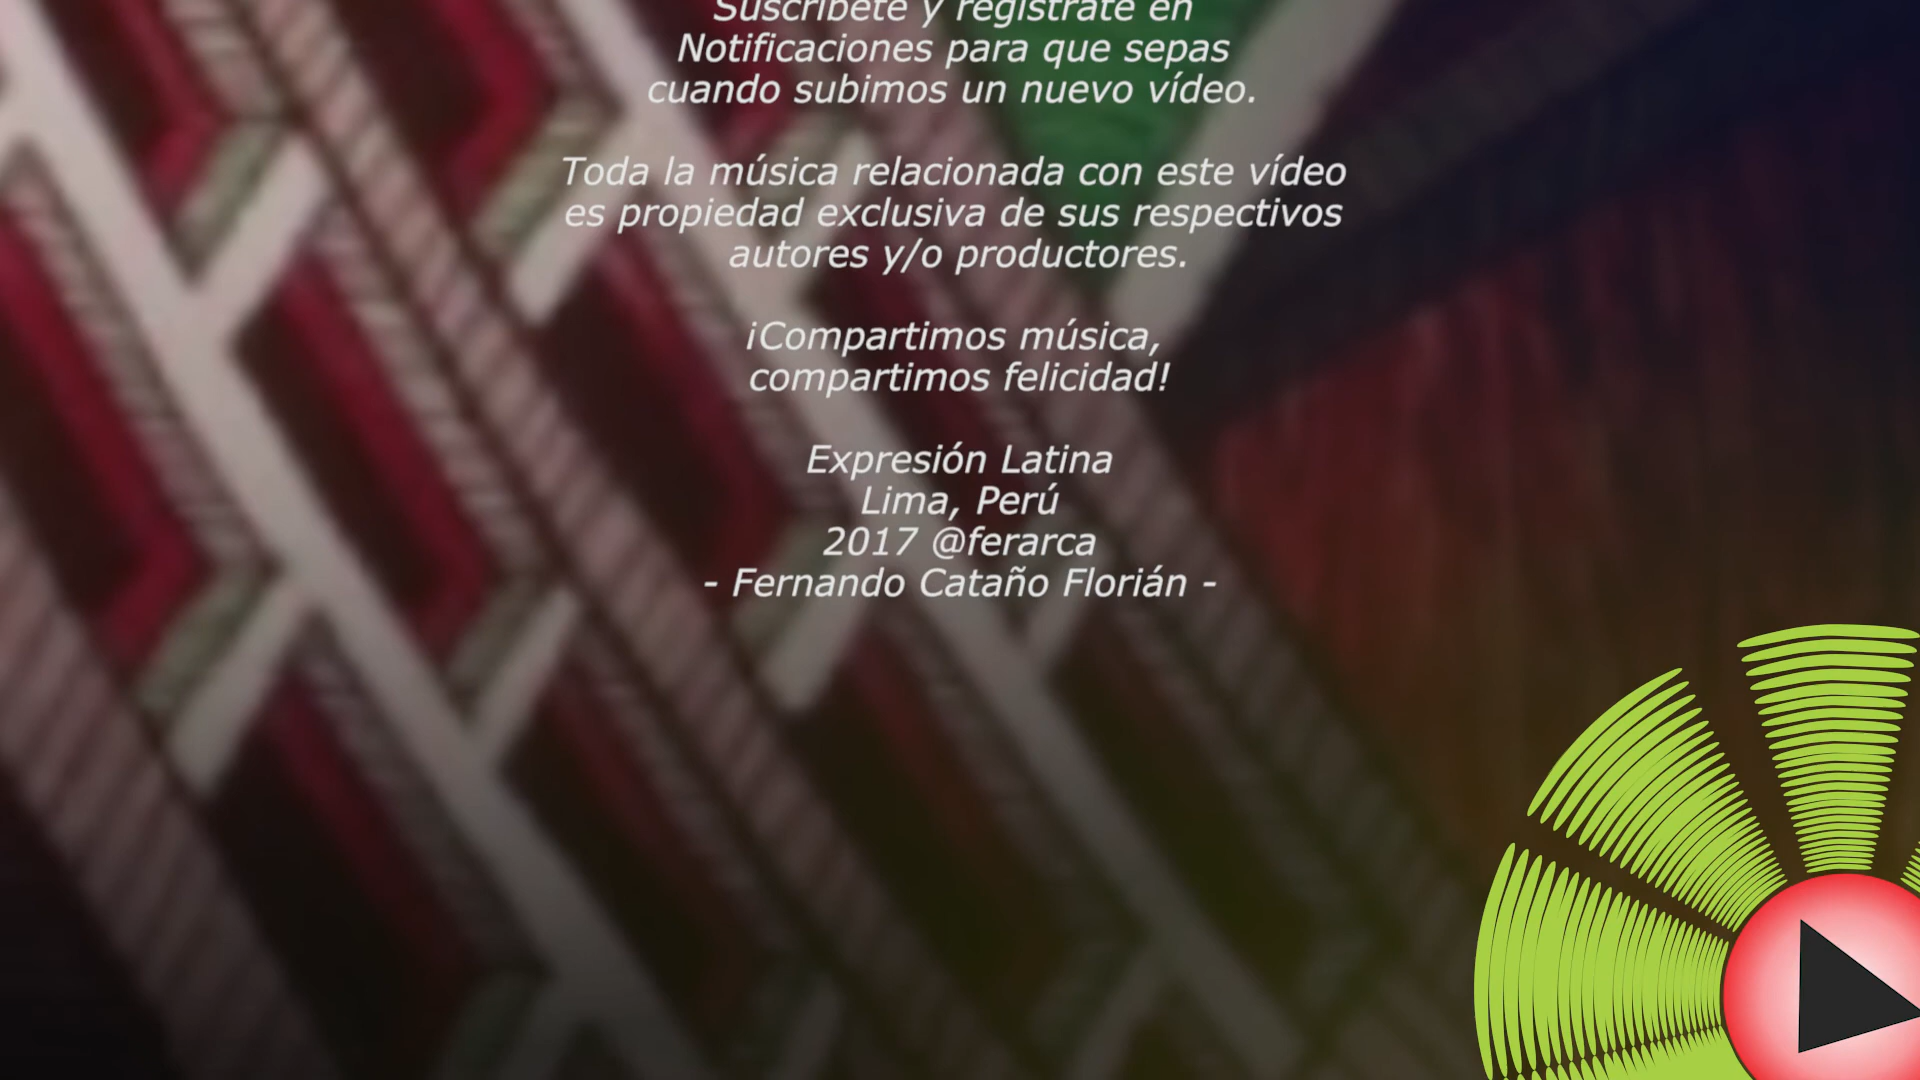 Suscríbete y regístrate en
Notificaciones para que sepas
cuando subimos un nuevo vídeo.
Toda la música relacionada con este vídeo
es propiedad exclusiva de sus respectivos
autores y/o productores.
¡Compartimos música,
compartimos felicidad!
Expresión Latina
Lima, Perú
2017 @ferarca
- Fernando Cataño Florián -